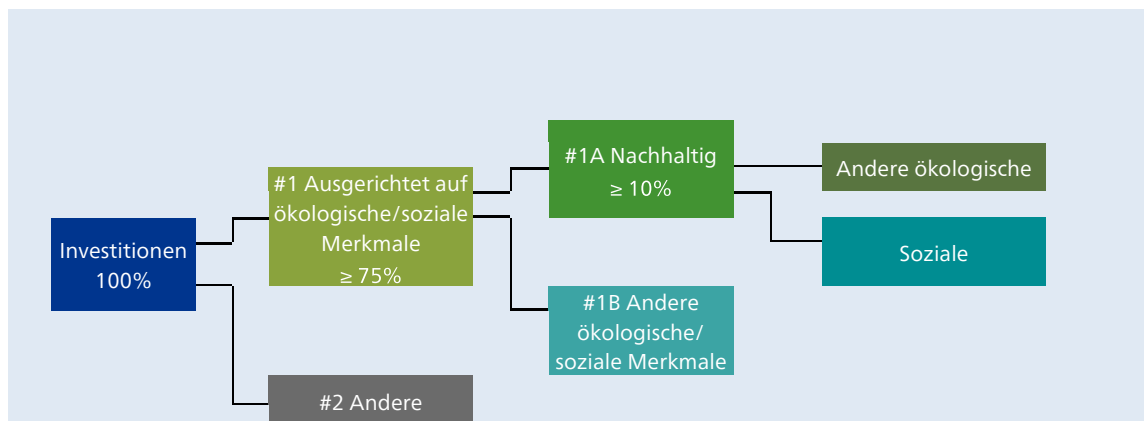 Investitionen
100%
#1 Ausgerichtet auf
ökologische/soziale
Merkmale
≥ 75%
#2 Andere
#1A Nachhaltig
≥ 10%
#1B Andere
ökologische/
soziale Merkmale
Andere ökologische
Soziale